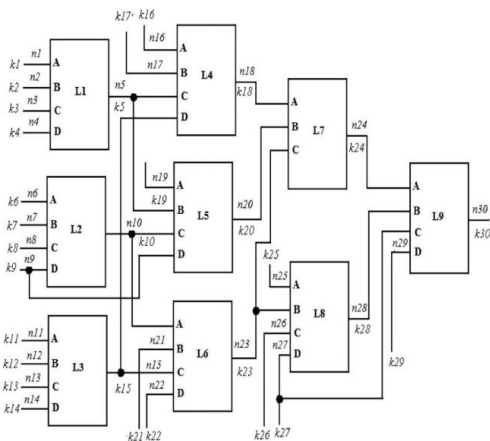 k17· k16
n16
n17
A
B
C
D
L4
n18
k18
k1 n1
k2 n2
k3 n3
k4 n4
A
B
C
D
L1
n5
k5
A
B
C
L7
n24
k24
k6 n6
k7 n7
k8 n8
k9 n9
A
B
C
D
L2
n10
k10
n19
k19
A
B
C
D
L5
n20
k20
A
B
C
D
L9
n29
n30
k30
k25
n25
n26
n27
A
B
C
D
L8
n28
k28
k29
k11 n11
k12 n12
k13 n13
k14 n14
A
B
C
D
L3
n15
k15
n21
n22
A
B
C
D
L6
n23
k23
k21 k22
k26 k27